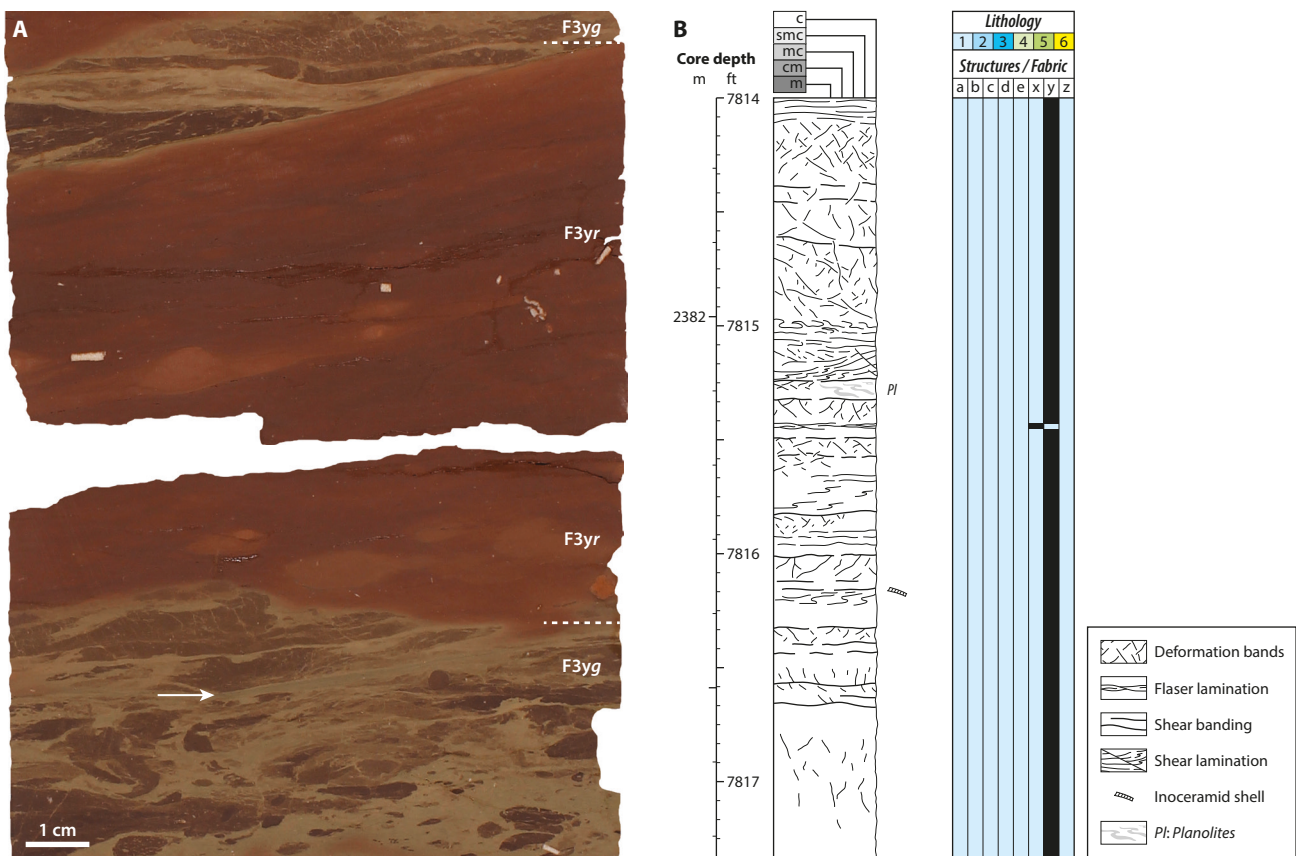 A
F3yg
F3yr
F3yr
F3yg
1 cm
B
c
smc
mc
cm
m
Core depth
m ft
7814
2382
7815
7816
7817
Pl
Lithology
1 2 3 4 5 6
Structures / Fabric
a b c d e x y z
Deformation bands
Flaser lamination
Shear banding
Shear lamination
Inoceramid shell
Pl: Planolites